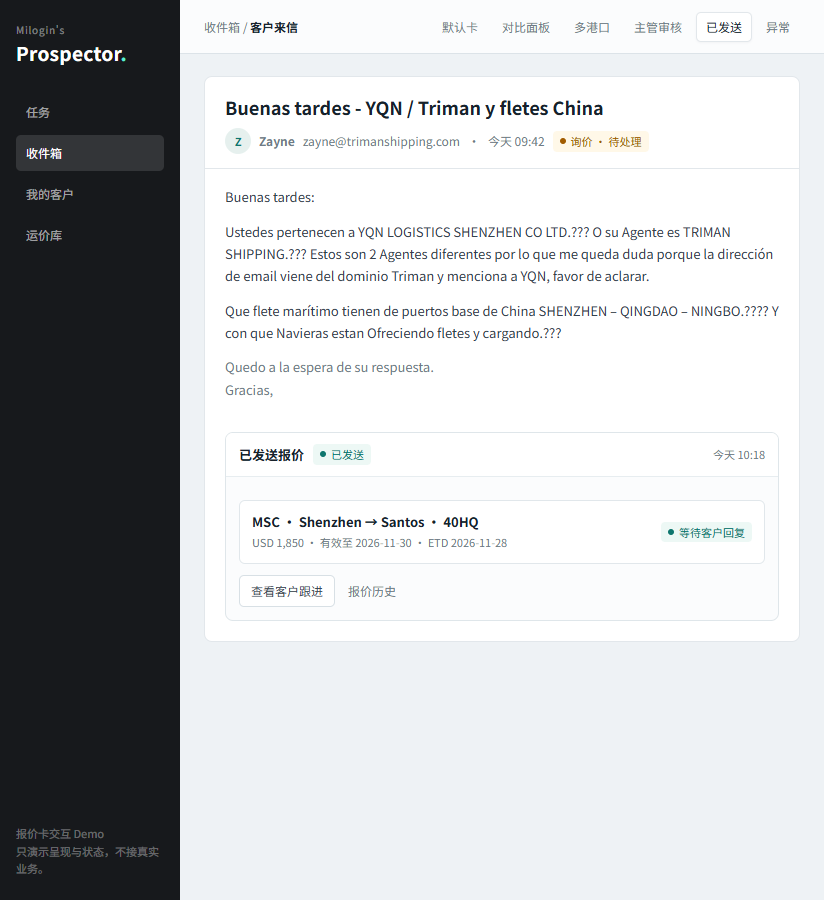 Milogin's
Prospector.
任务
收件箱
我的客户
运价库
报价卡交互 Demo
只演示呈现与状态，不接真实
业务。
收件箱 / 客户来信
默认卡 对比面板 多港口 主管审核 已发送 异常
Buenas tardes - YQN / Triman y fletes China
Z Zayne zayne@trimanshipping.com • 今天 09:42 询价 · 待处理
Buenas tardes:
Ustedes pertenecen a YQN LOGISTICS SHENZHEN CO LTD.??? O su Agente es TRIMAN
SHIPPING.??? Estos son 2 Agentes diferentes por lo que me queda duda porque la dirección
de email viene del dominio Triman y menciona a YQN, favor de aclarar.
Que flete marítimo tienen de puertos base de China SHENZHEN – QINGDAO – NINGBO.???? Y
con que Navieras estan Ofreciendo fletes y cargando.???
Quedo a la espera de su respuesta.
Gracias,
已发送报价 已发送 今天 10:18
MSC · Shenzhen → Santos · 40HQ
USD 1,850 · 有效至 2026-11-30 · ETD 2026-11-28
等待客户回复
查看客户跟进 报价历史